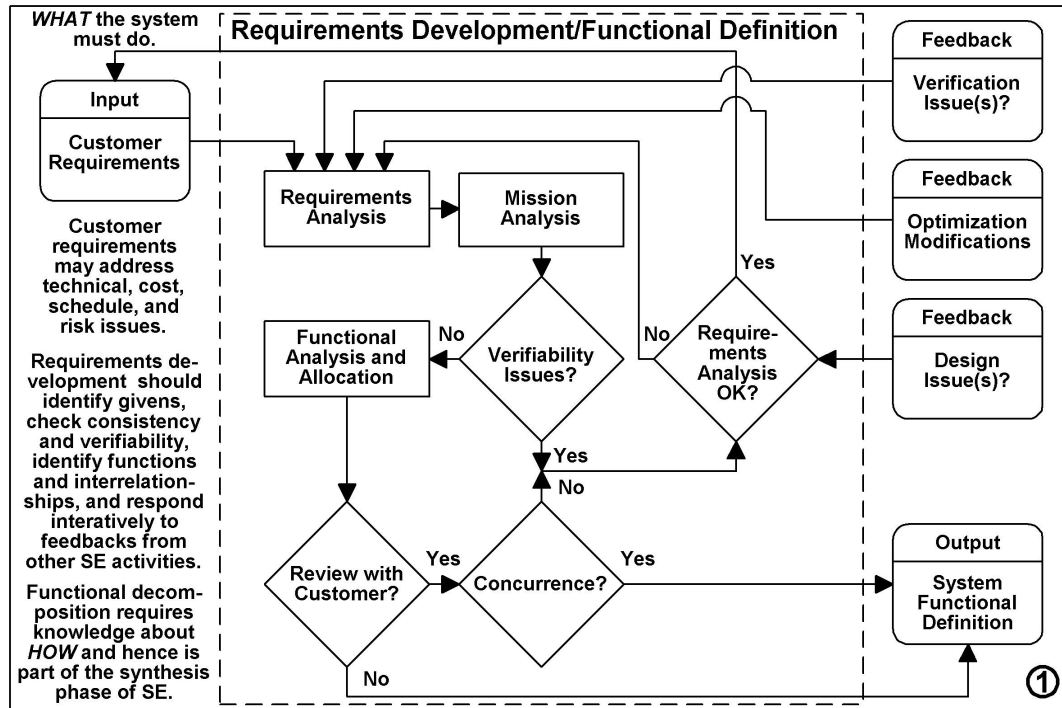 WHAT the system
must do.
Requirements Development/Functional Definition
Input
Customer
Requirements
Customer
requirements
may address
technical, cost,
schedule, and
risk issues.
Requirements de-
velopment should
identify givens,
check consistency
and verifiability,
identify functions
and interrelation-
ships, and respond
interatively to
feedbacks from
other SE activities.
Functional decom-
position requires
knowledge about
HOW and hence is
part of the synthesis
phase of SE.
Requirements
Analysis
Mission
Analysis
Verifiability
Issues?
No
Yes
Functional
Analysis and
Allocation
Review with
Customer?
Yes
No
Concurrence?
No
Yes
Require-
ments
Analysis
OK?
Yes
No
Feedback
Verification
Issue(s)?
Feedback
Optimization
Modifications
Feedback
Design
Issue(s)?
Output
System
Functional
Definition
1